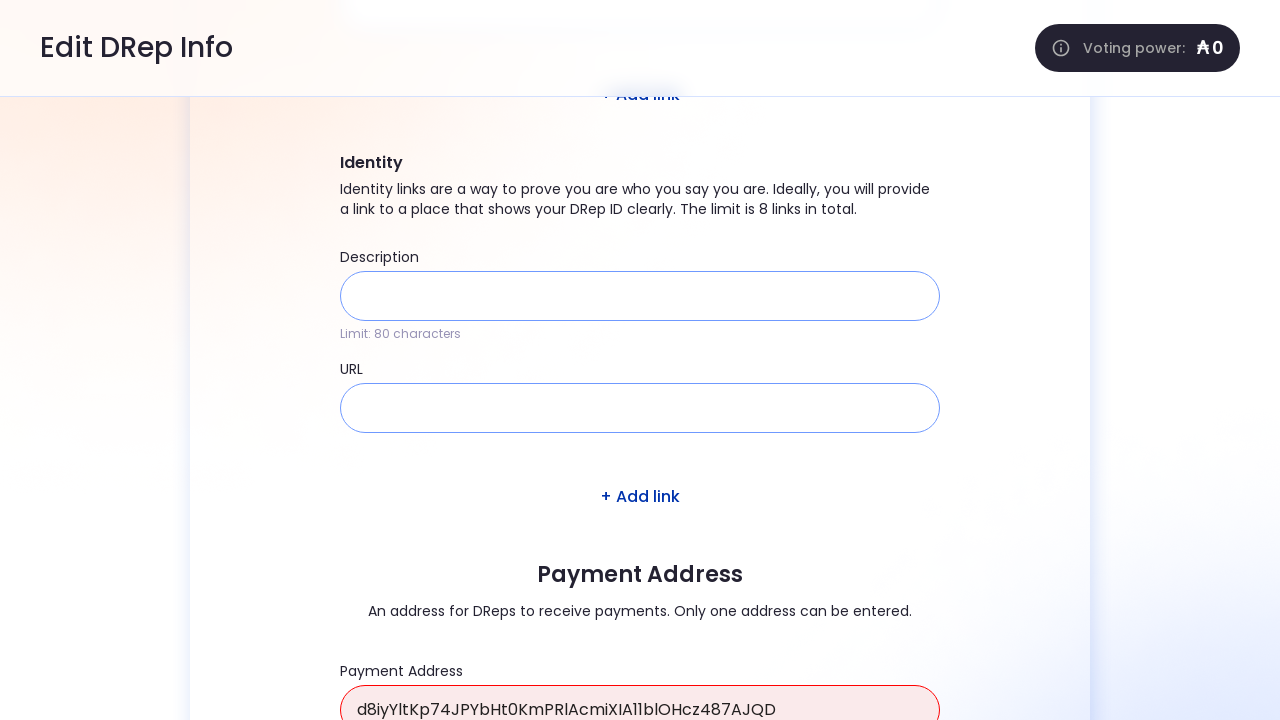 Edit DRep Info
Voting power: ₳ 0
+ Add link
Identity
Identity links are a way to prove you are who you say you are. Ideally, you will provide
a link to a place that shows your DRep ID clearly. The limit is 8 links in total.
Description
Limit: 80 characters
URL
+ Add link
Payment Address
An address for DReps to receive payments. Only one address can be entered.
Payment Address
d8iyYltKp74JPYbHt0KmPRlAcmiXIA11blOHcz487AJQD